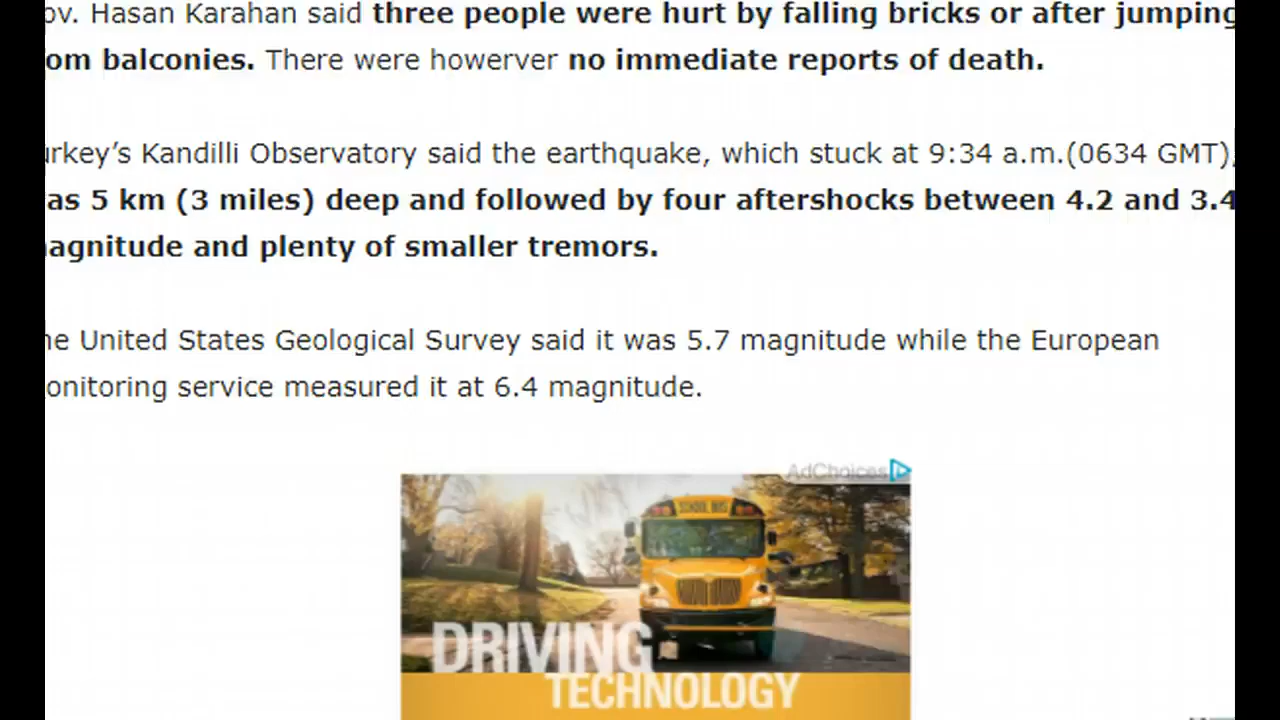 ov. Hasan Karahan said three people were hurt by falling bricks or after jumping
om balconies. There were howerver no immediate reports of death.
urkey’s Kandilli Observatory said the earthquake, which stuck at 9:34 a.m.(0634 GMT),
as 5 km (3 miles) deep and followed by four aftershocks between 4.2 and 3.4
agnitude and plenty of smaller tremors.
he United States Geological Survey said it was 5.7 magnitude while the European
onitoring service measured it at 6.4 magnitude.
AdChoices
SCHOOL BUS
DRIVING
TECHNOLOGY